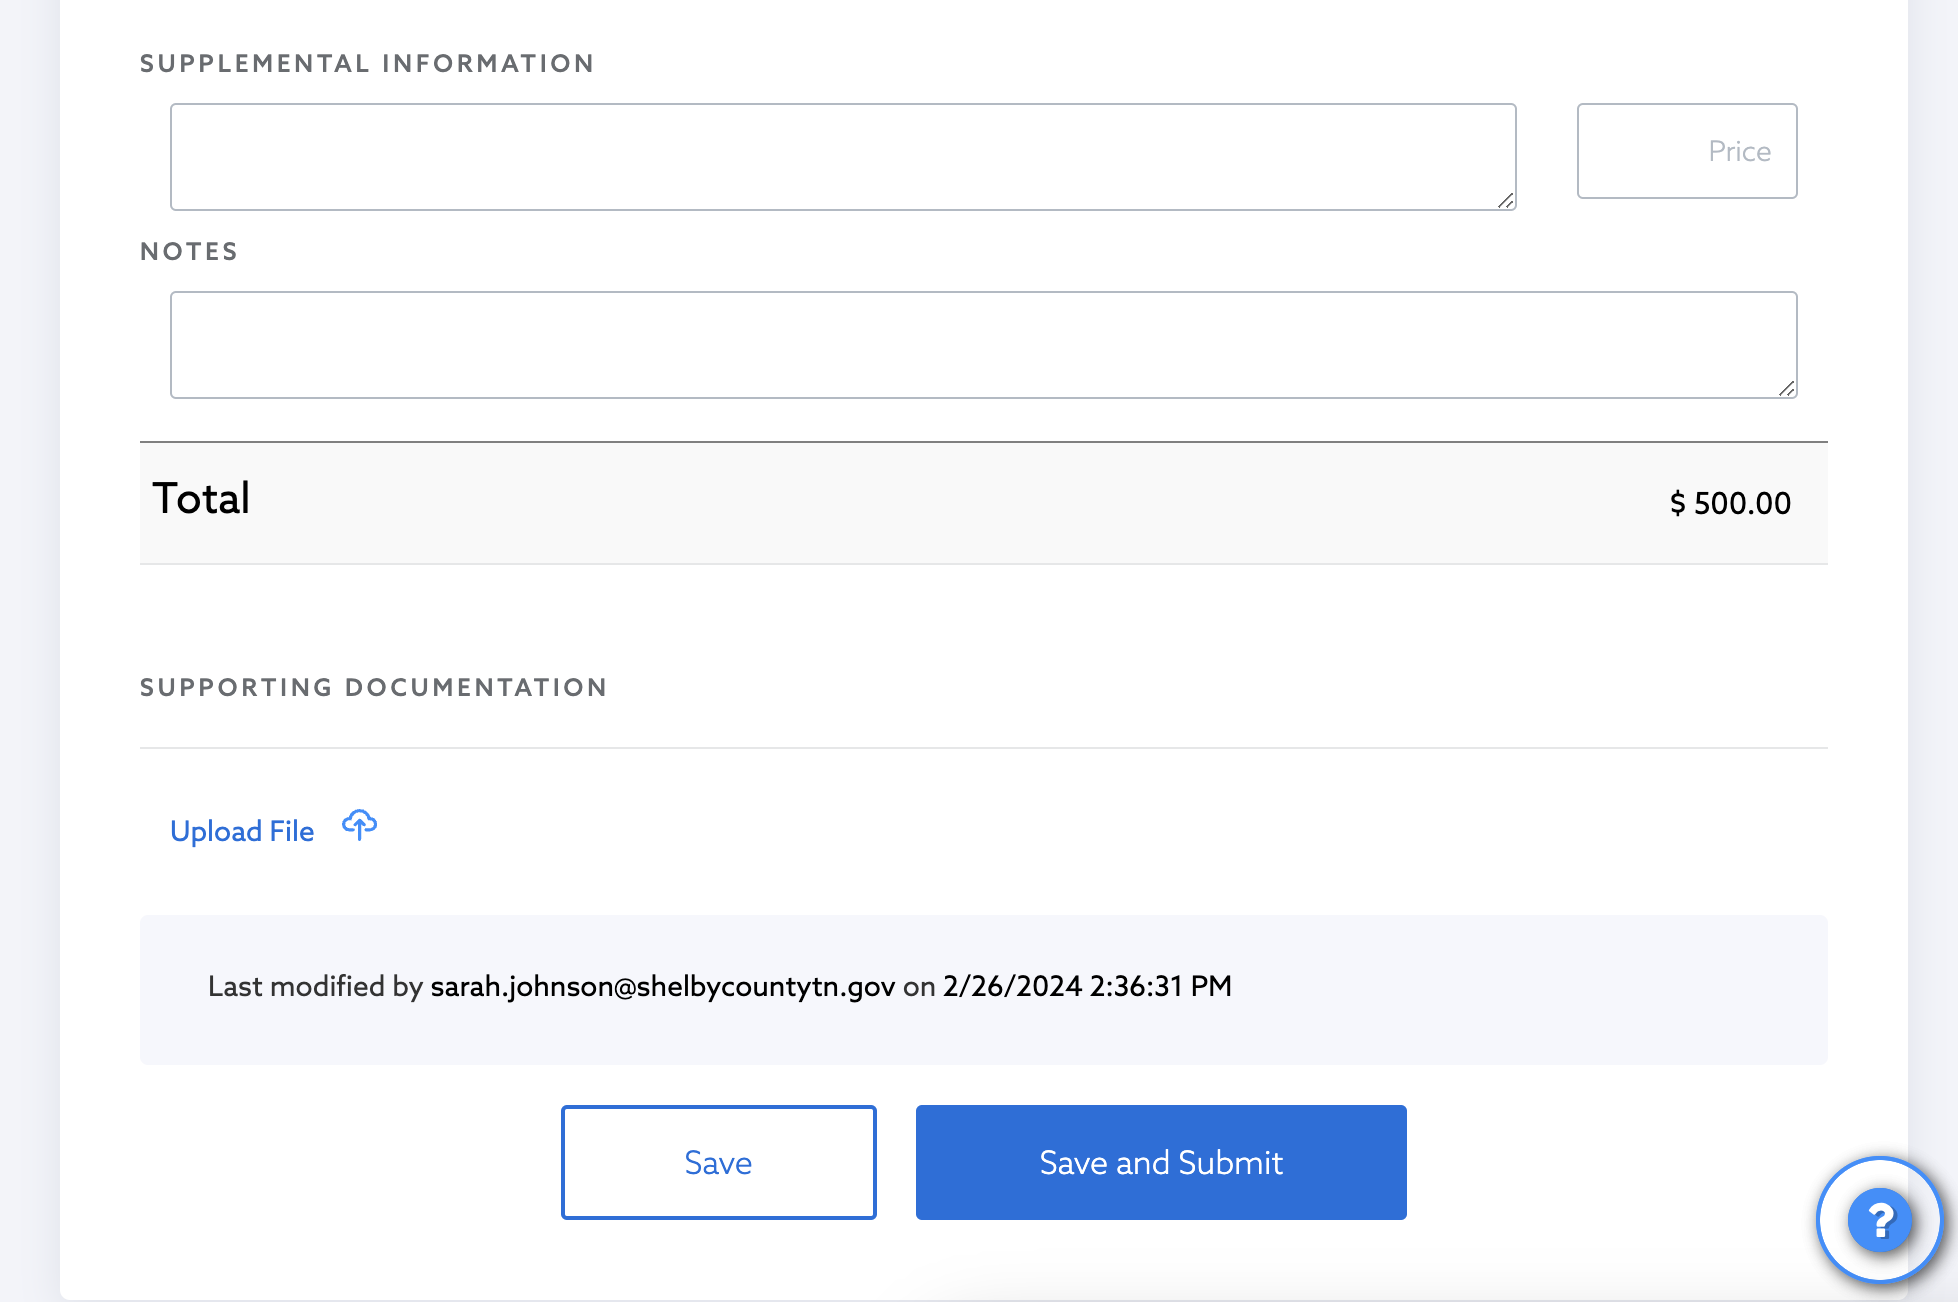 SUPPLEMENTAL INFORMATION
Price
NOTES
Total
$ 500.00
SUPPORTING DOCUMENTATION
Upload File
Last modified by sarah.johnson@shelbycountytn.gov on 2/26/2024 2:36:31 PM
Save
Save and Submit
?